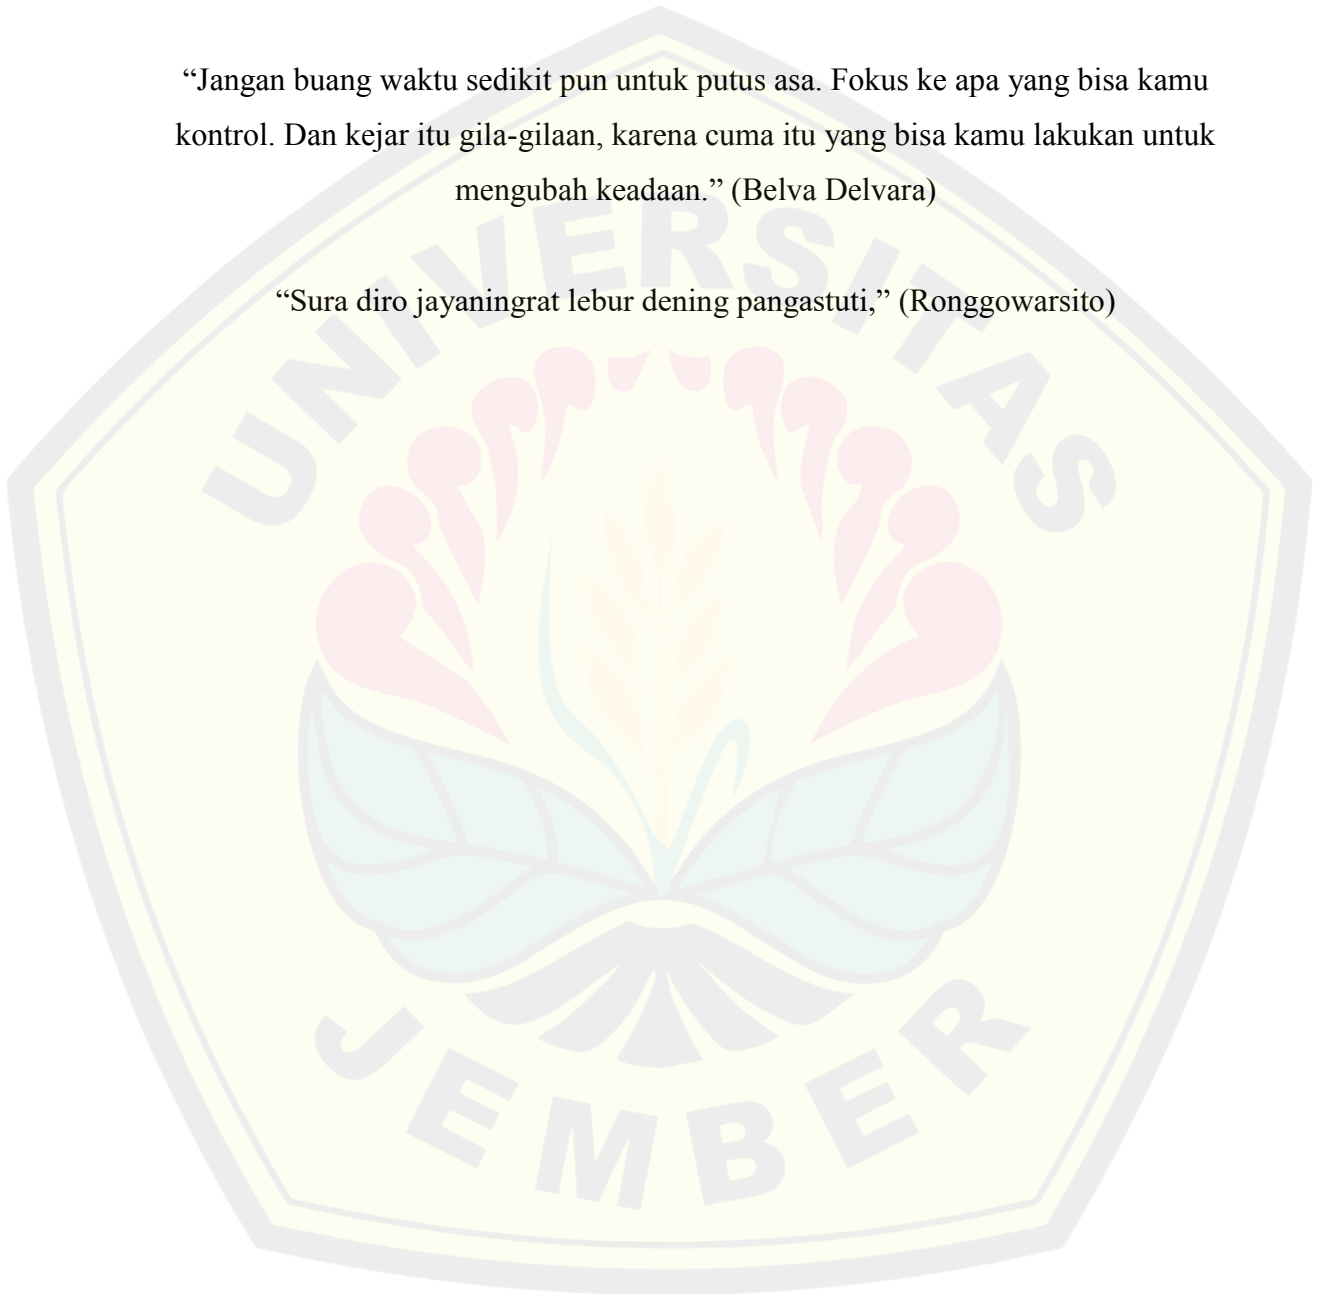 “Jangan buang waktu sedikit pun untuk putus asa. Fokus ke apa yang bisa kamu
kontrol. Dan kejar itu gila-gilaan, karena cuma itu yang bisa kamu lakukan untuk
mengubah keadaan.” (Belva Delvara)
“Sura diro jayaningrat lebur dening pangastuti,” (Ronggowarsito)
UNIVERSITAS
JEMBER